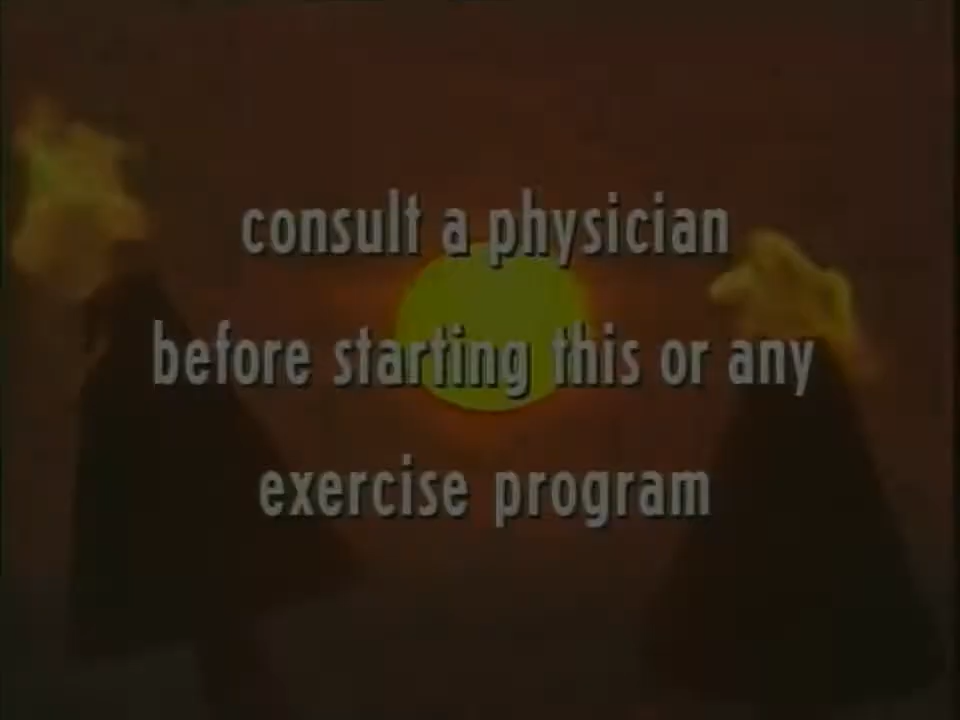 consult a physician
before starting this or any
exercise program